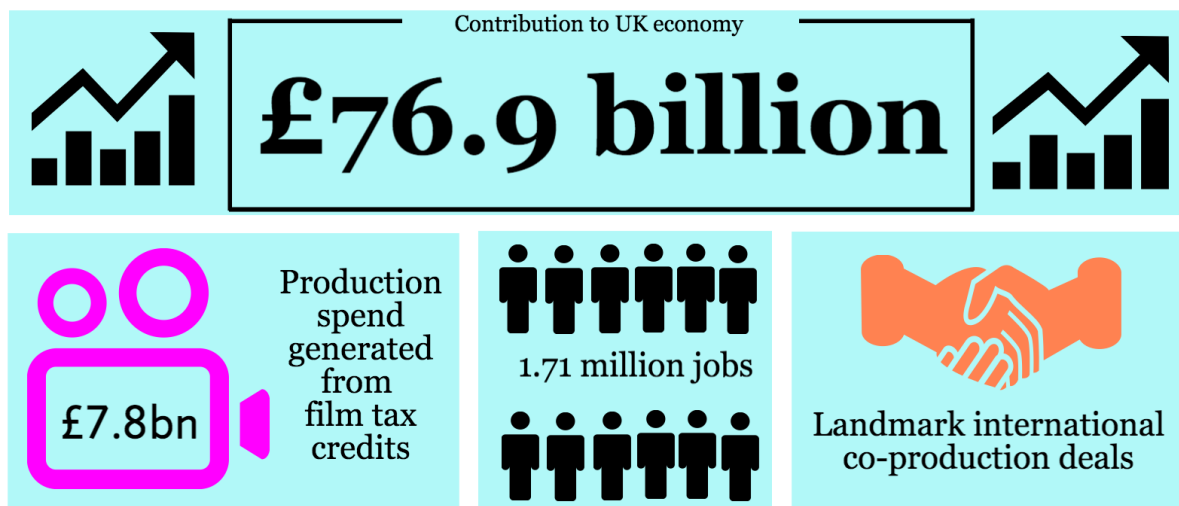 Contribution to UK economy
£76.9 billion
£7.8bn
Production
spend
generated
from
film tax
credits
1.71 million jobs
Landmark international
co-production deals